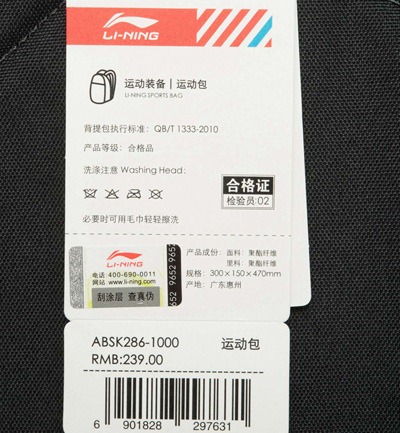 LI-NING
运动装备 | 运动包
LI-NING SPORTS BAG
背提包执行标准： QB/T 1333-2010
产品等级：合格品
洗涤注意 Washing Head:
合格证
检验员:02
必要时可用毛巾轻轻擦洗
LI-NING
电话 400-690-0011
网站 www.li-ning.com
刮涂层 查真伪
9652 9652 9652
产品成份： 面料：聚酯纤维
里料：聚酯纤维
规格：300×150×470mm
产地：广东惠州
ABSK286-1000 运动包
RMB:239.00
6 901828 297631